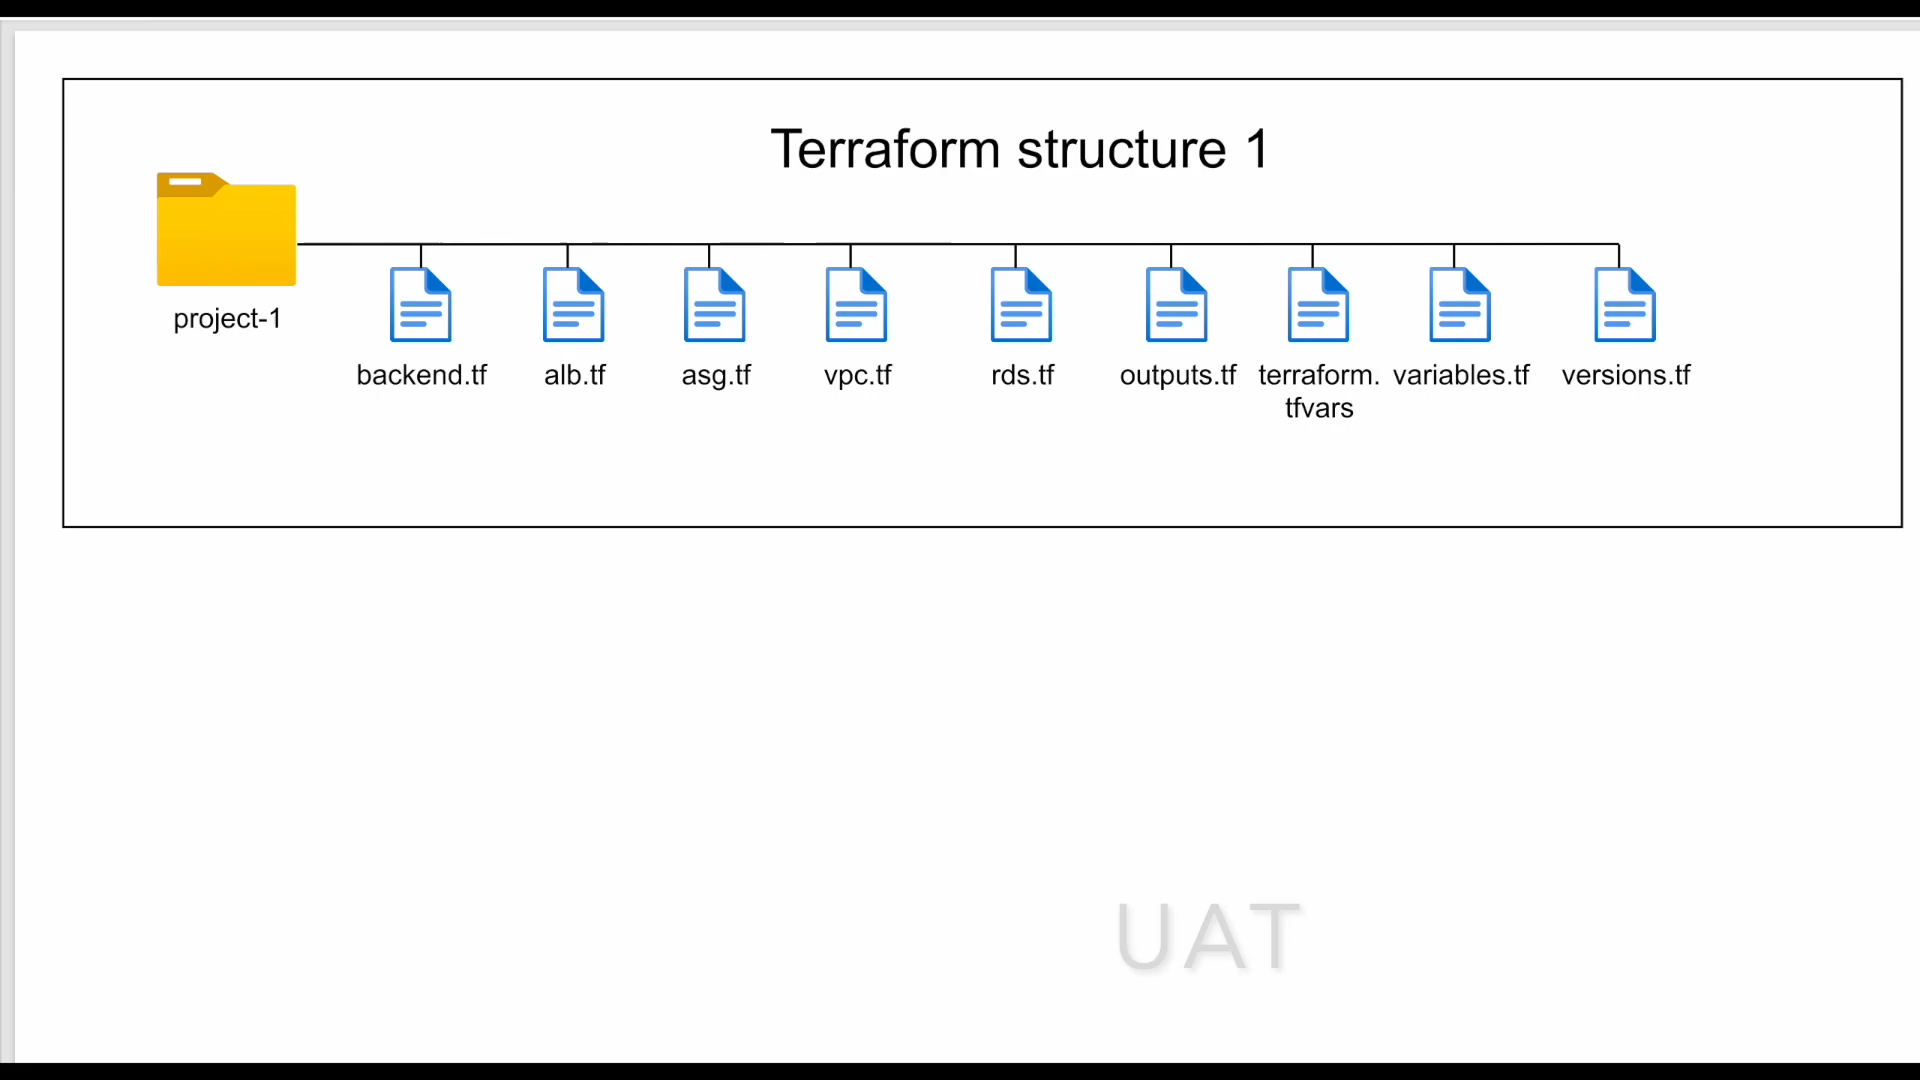 Terraform structure 1
project-1
backend.tf
alb.tf
asg.tf
vpc.tf
rds.tf
outputs.tf
terraform.
tfvars
variables.tf
versions.tf
UAT